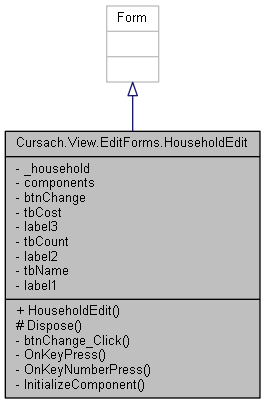 Form
Cursach.View.EditForms.HouseholdEdit
- _household
- components
- btnChange
- tbCost
- label3
- tbCount
- label2
- tbName
- label1
+ HouseholdEdit()
# Dispose()
- btnChange_Click()
- OnKeyPress()
- OnKeyNumberPress()
- InitializeComponent()